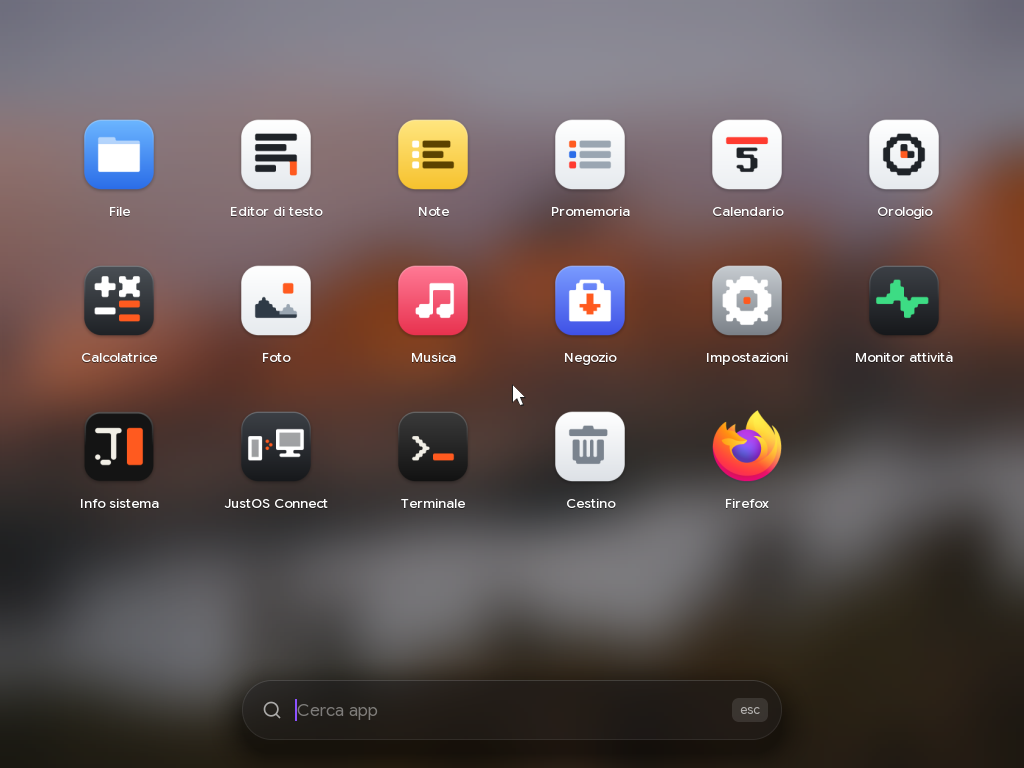 5
File
Editor di testo
Note
Promemoria
Calendario
Orologio
Calcolatrice
Foto
Musica
Negozio
Impostazioni
Monitor attività
Info sistema
JustOS Connect
Terminale
Cestino
Firefox
Cerca app
esc